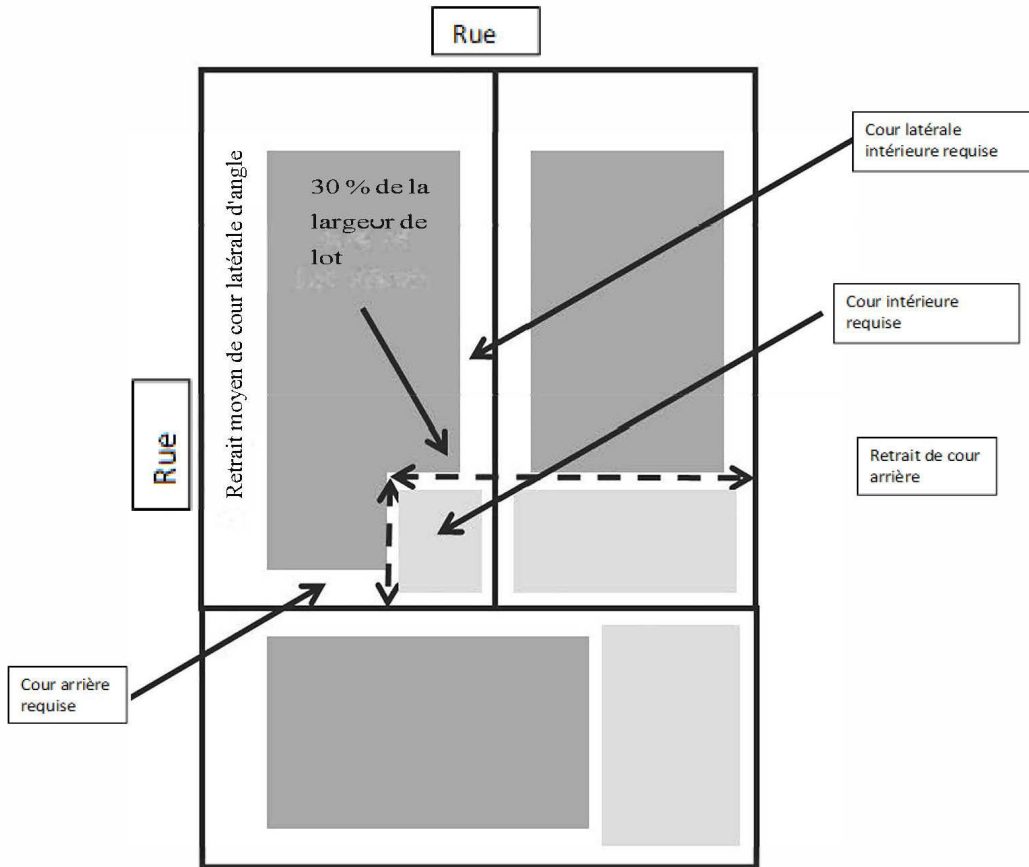 Rue
Cour latérale
intérieure requise
Retrait moyen de cour latérale d'angle
30 % de la
largeur de
lot
Cour intérieure
requise
Rue
Retrait de cour
arrière
Cour arrière
requise